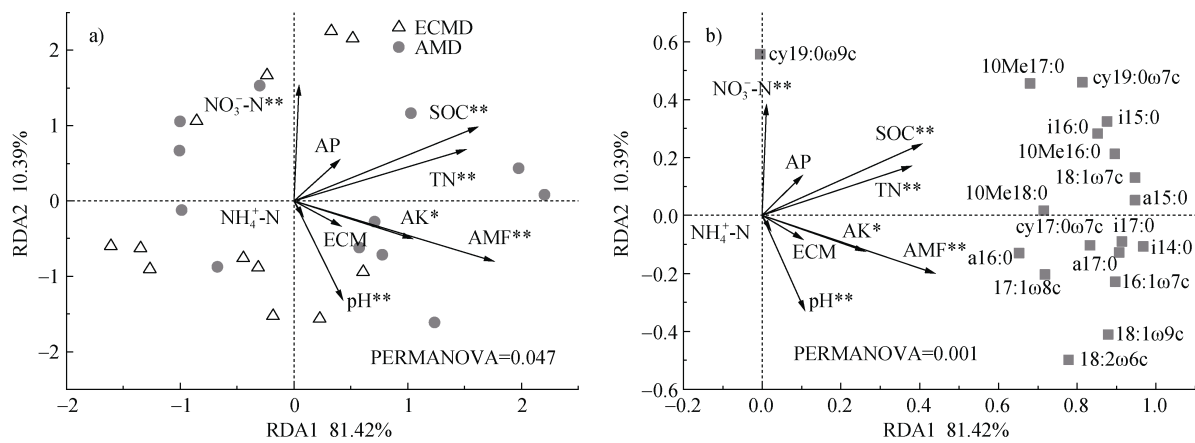 a)
ECMD
AMD
NO₃⁻-N**
SOC**
AP
TN**
NH₄⁺-N
AK*
ECM
AMF**
pH**
PERMANOVA=0.047
2
1
0
−1
−2
RDA2 10.39%
−2 −1 0 1 2
RDA1 81.42%
b)
cy19:0ω9c
10Me17:0
cy19:0ω7c
NO₃⁻-N**
i15:0
SOC**
i16:0
AP
10Me16:0
TN**
18:1ω7c
10Me18:0
a15:0
NH₄⁺-N
AK*
cy17:0ω7c
i17:0
ECM
AMF**
i14:0
a16:0
a17:0
17:1ω8c
16:1ω7c
pH**
PERMANOVA=0.001
18:1ω9c
18:2ω6c
0.6
0.4
0.2
0.0
−0.2
−0.4
−0.6
RDA2 10.39%
−0.2 0.0 0.2 0.4 0.6 0.8 1.0
RDA1 81.42%